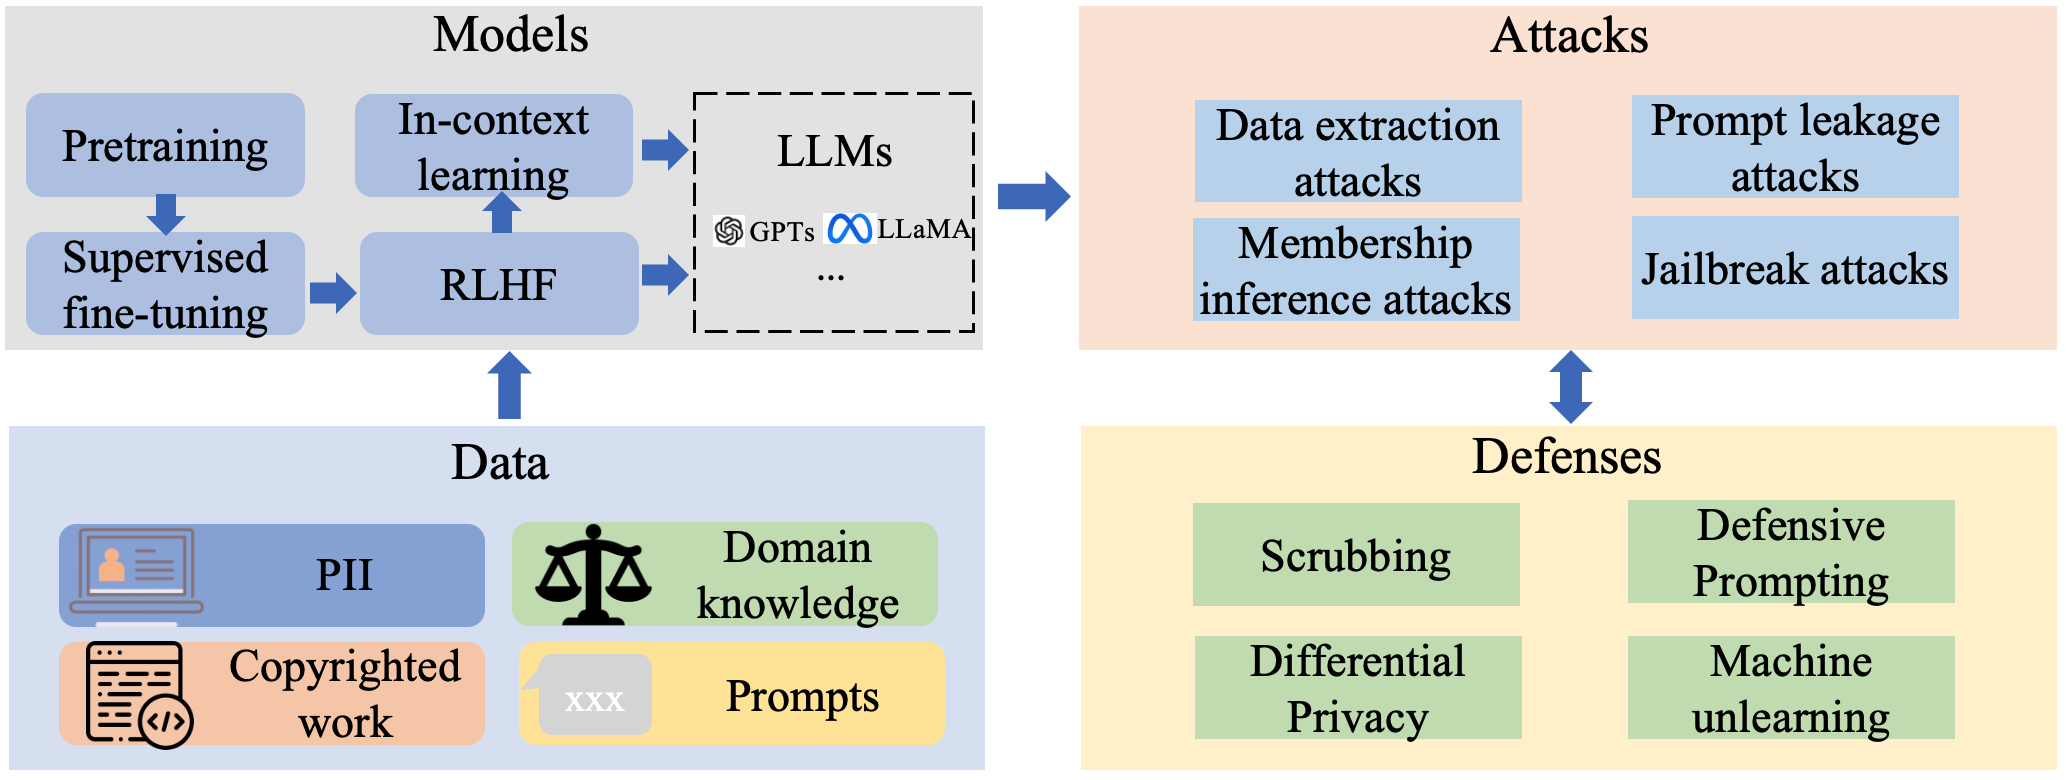 Models
Pretraining
Supervised
fine-tuning
In-context
learning
RLHF
LLMs
GPTs
LLaMA
...
Attacks
Data extraction
attacks
Prompt leakage
attacks
Membership
inference attacks
Jailbreak attacks
Data
PII
Domain
knowledge
Copyrighted
work
</>
xxx
Prompts
Defenses
Scrubbing
Defensive
Prompting
Differential
Privacy
Machine
unlearning